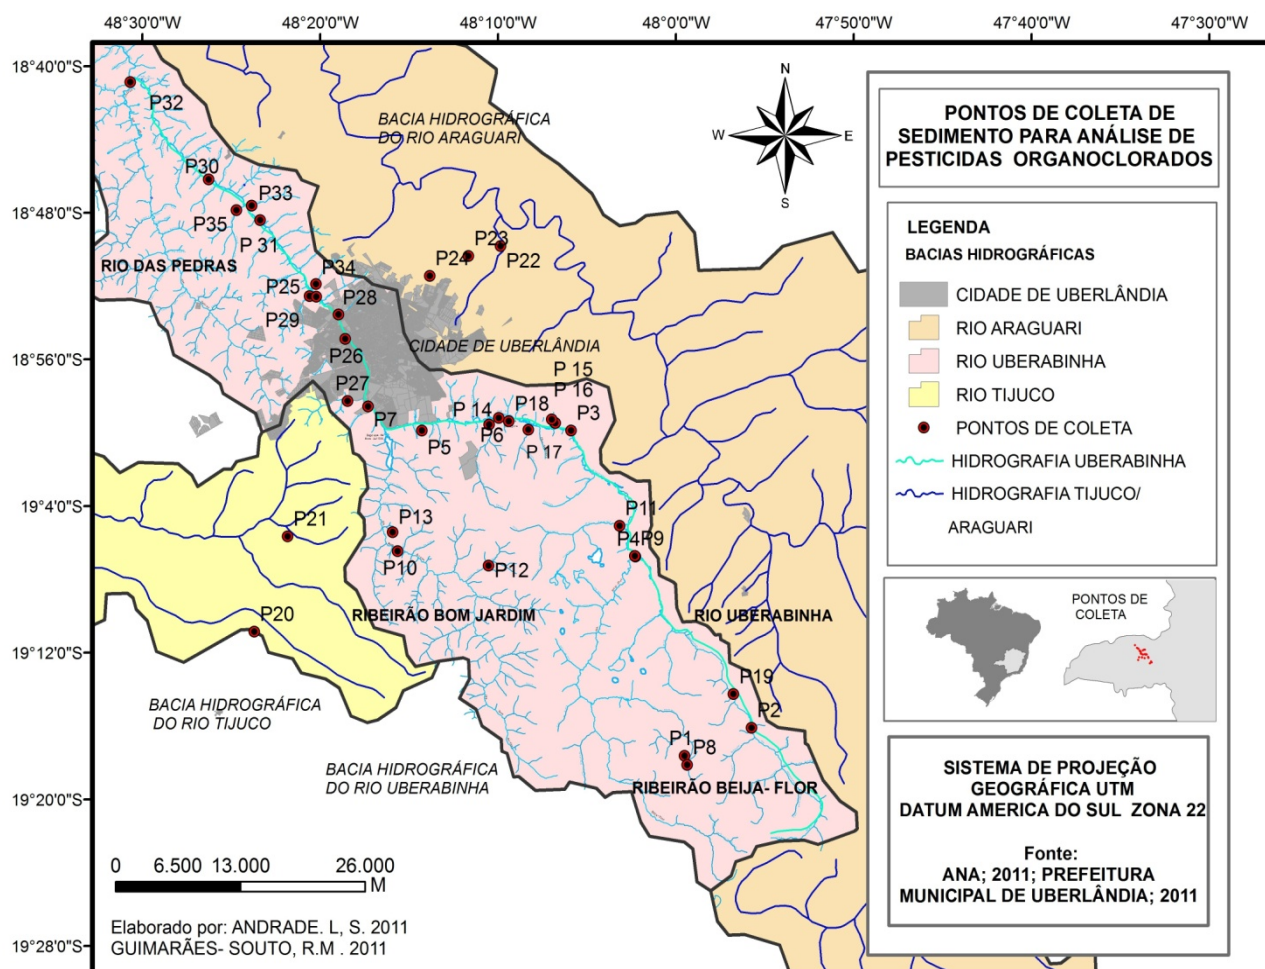 48°30'0"W 48°20'0"W 48°10'0"W 48°00'0"W 47°50'0"W 47°40'0"W 47°30'0"W
18°40'0"S
18°48'0"S
18°56'0"S
19°4'0"S
19°12'0"S
19°20'0"S
19°28'0"S
P32
P30
P33
P35
P 31
RIO DAS PEDRAS
P34
P25
P28
P29
P26
P27
P7
BACIA HIDROGRÁFICA
DO RIO ARAGUARI
P23
P24
P22
CIDADE DE UBERLÂNDIA
P 15
P 16
P 14
P18
P3
P5
P6
P 17
P11
P4
P9
P13
P10
P12
P21
P20
RIBEIRÃO BOM JARDIM
RIO UBERABINHA
P19
P2
P1
P8
RIBEIRÃO BEIJA- FLOR
BACIA HIDROGRÁFICA
DO RIO TIJUCO
BACIA HIDROGRÁFICA
DO RIO UBERABINHA
0 6.500 13.000 26.000
M
Elaborado por: ANDRADE. L, S. 2011
GUIMARÃES- SOUTO, R.M . 2011
N
W
E
S
PONTOS DE COLETA DE
SEDIMENTO PARA ANÁLISE DE
PESTICIDAS ORGANOCLORADOS
LEGENDA
BACIAS HIDROGRÁFICAS
CIDADE DE UBERLÂNDIA
RIO ARAGUARI
RIO UBERABINHA
RIO TIJUCO
PONTOS DE COLETA
HIDROGRAFIA UBERABINHA
HIDROGRAFIA TIJUCO/
ARAGUARI
PONTOS DE
COLETA
SISTEMA DE PROJEÇÃO
GEOGRÁFICA UTM
DATUM AMERICA DO SUL ZONA 22
Fonte:
ANA; 2011; PREFEITURA
MUNICIPAL DE UBERLÂNDIA; 2011